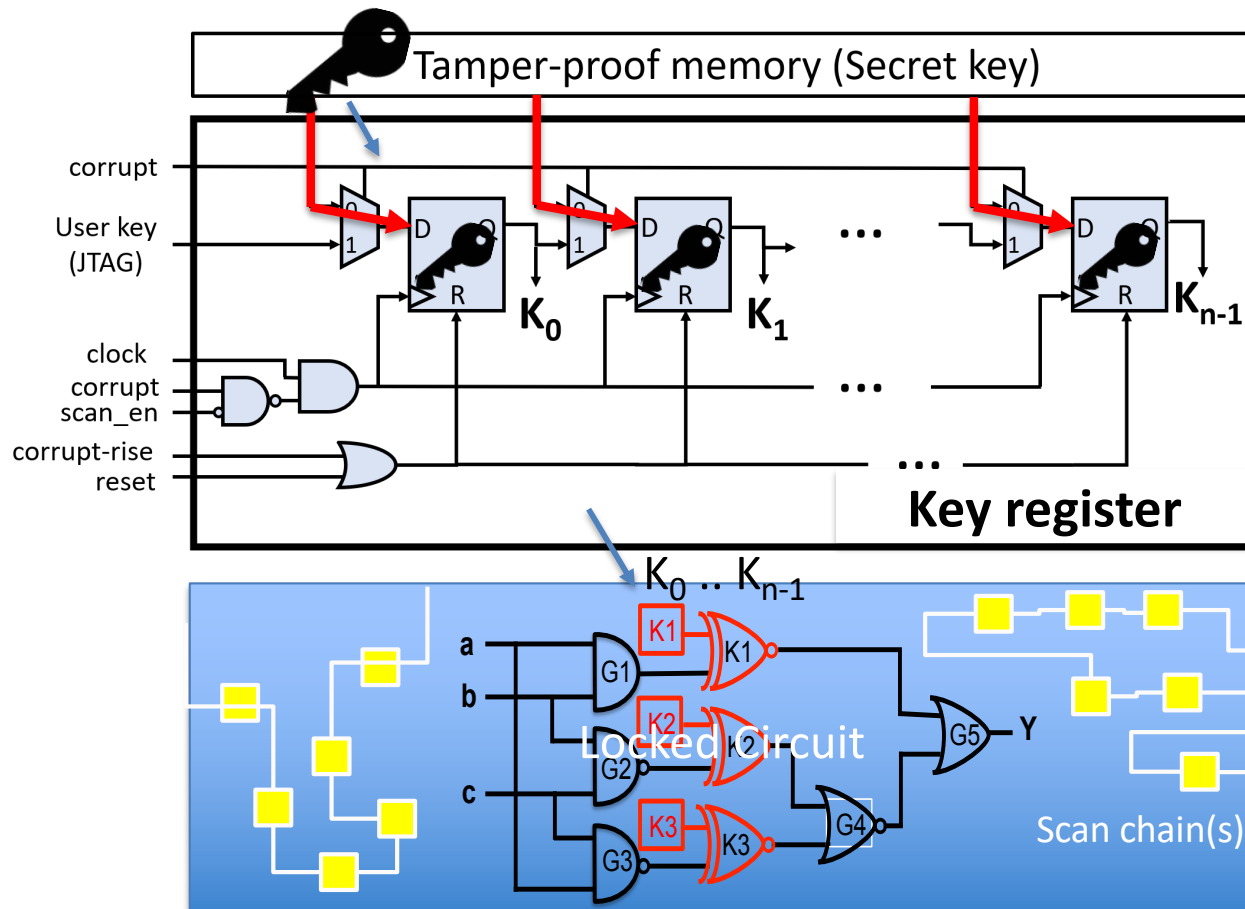 Tamper-proof memory (Secret key)
corrupt
User key
(JTAG)
0
1
D
Q
R
K0
0
1
D
Q
R
K1
...
0
1
D
Q
R
Kn-1
clock
corrupt
scan_en
...
corrupt-rise
reset
...
Key register
K0 .. Kn-1
a
b
c
G1
K1
K1
G2
K2
K2
Locked Circuit
G3
K3
K3
G4
G5
Y
Scan chain(s)